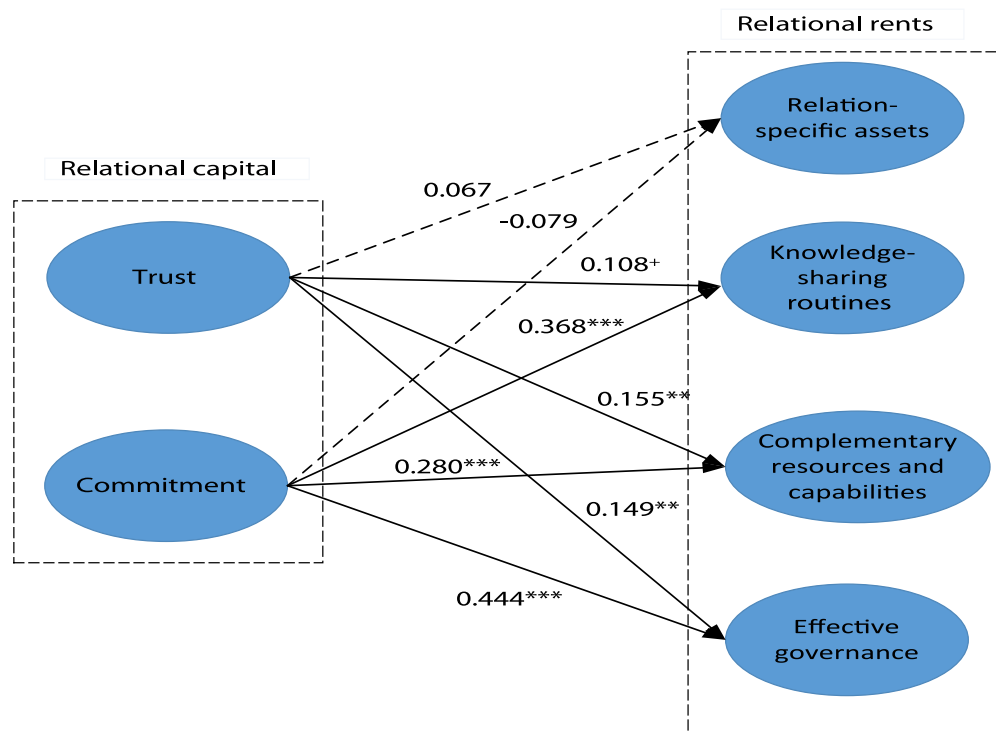 Relational rents
Relation-
specific assets
Relational capital
0.067
-0.079
Trust
0.108+
Knowledge-
sharing
routines
0.368***
0.155**
Commitment
0.280***
Complementary
resources and
capabilities
0.149**
0.444***
Effective
governance